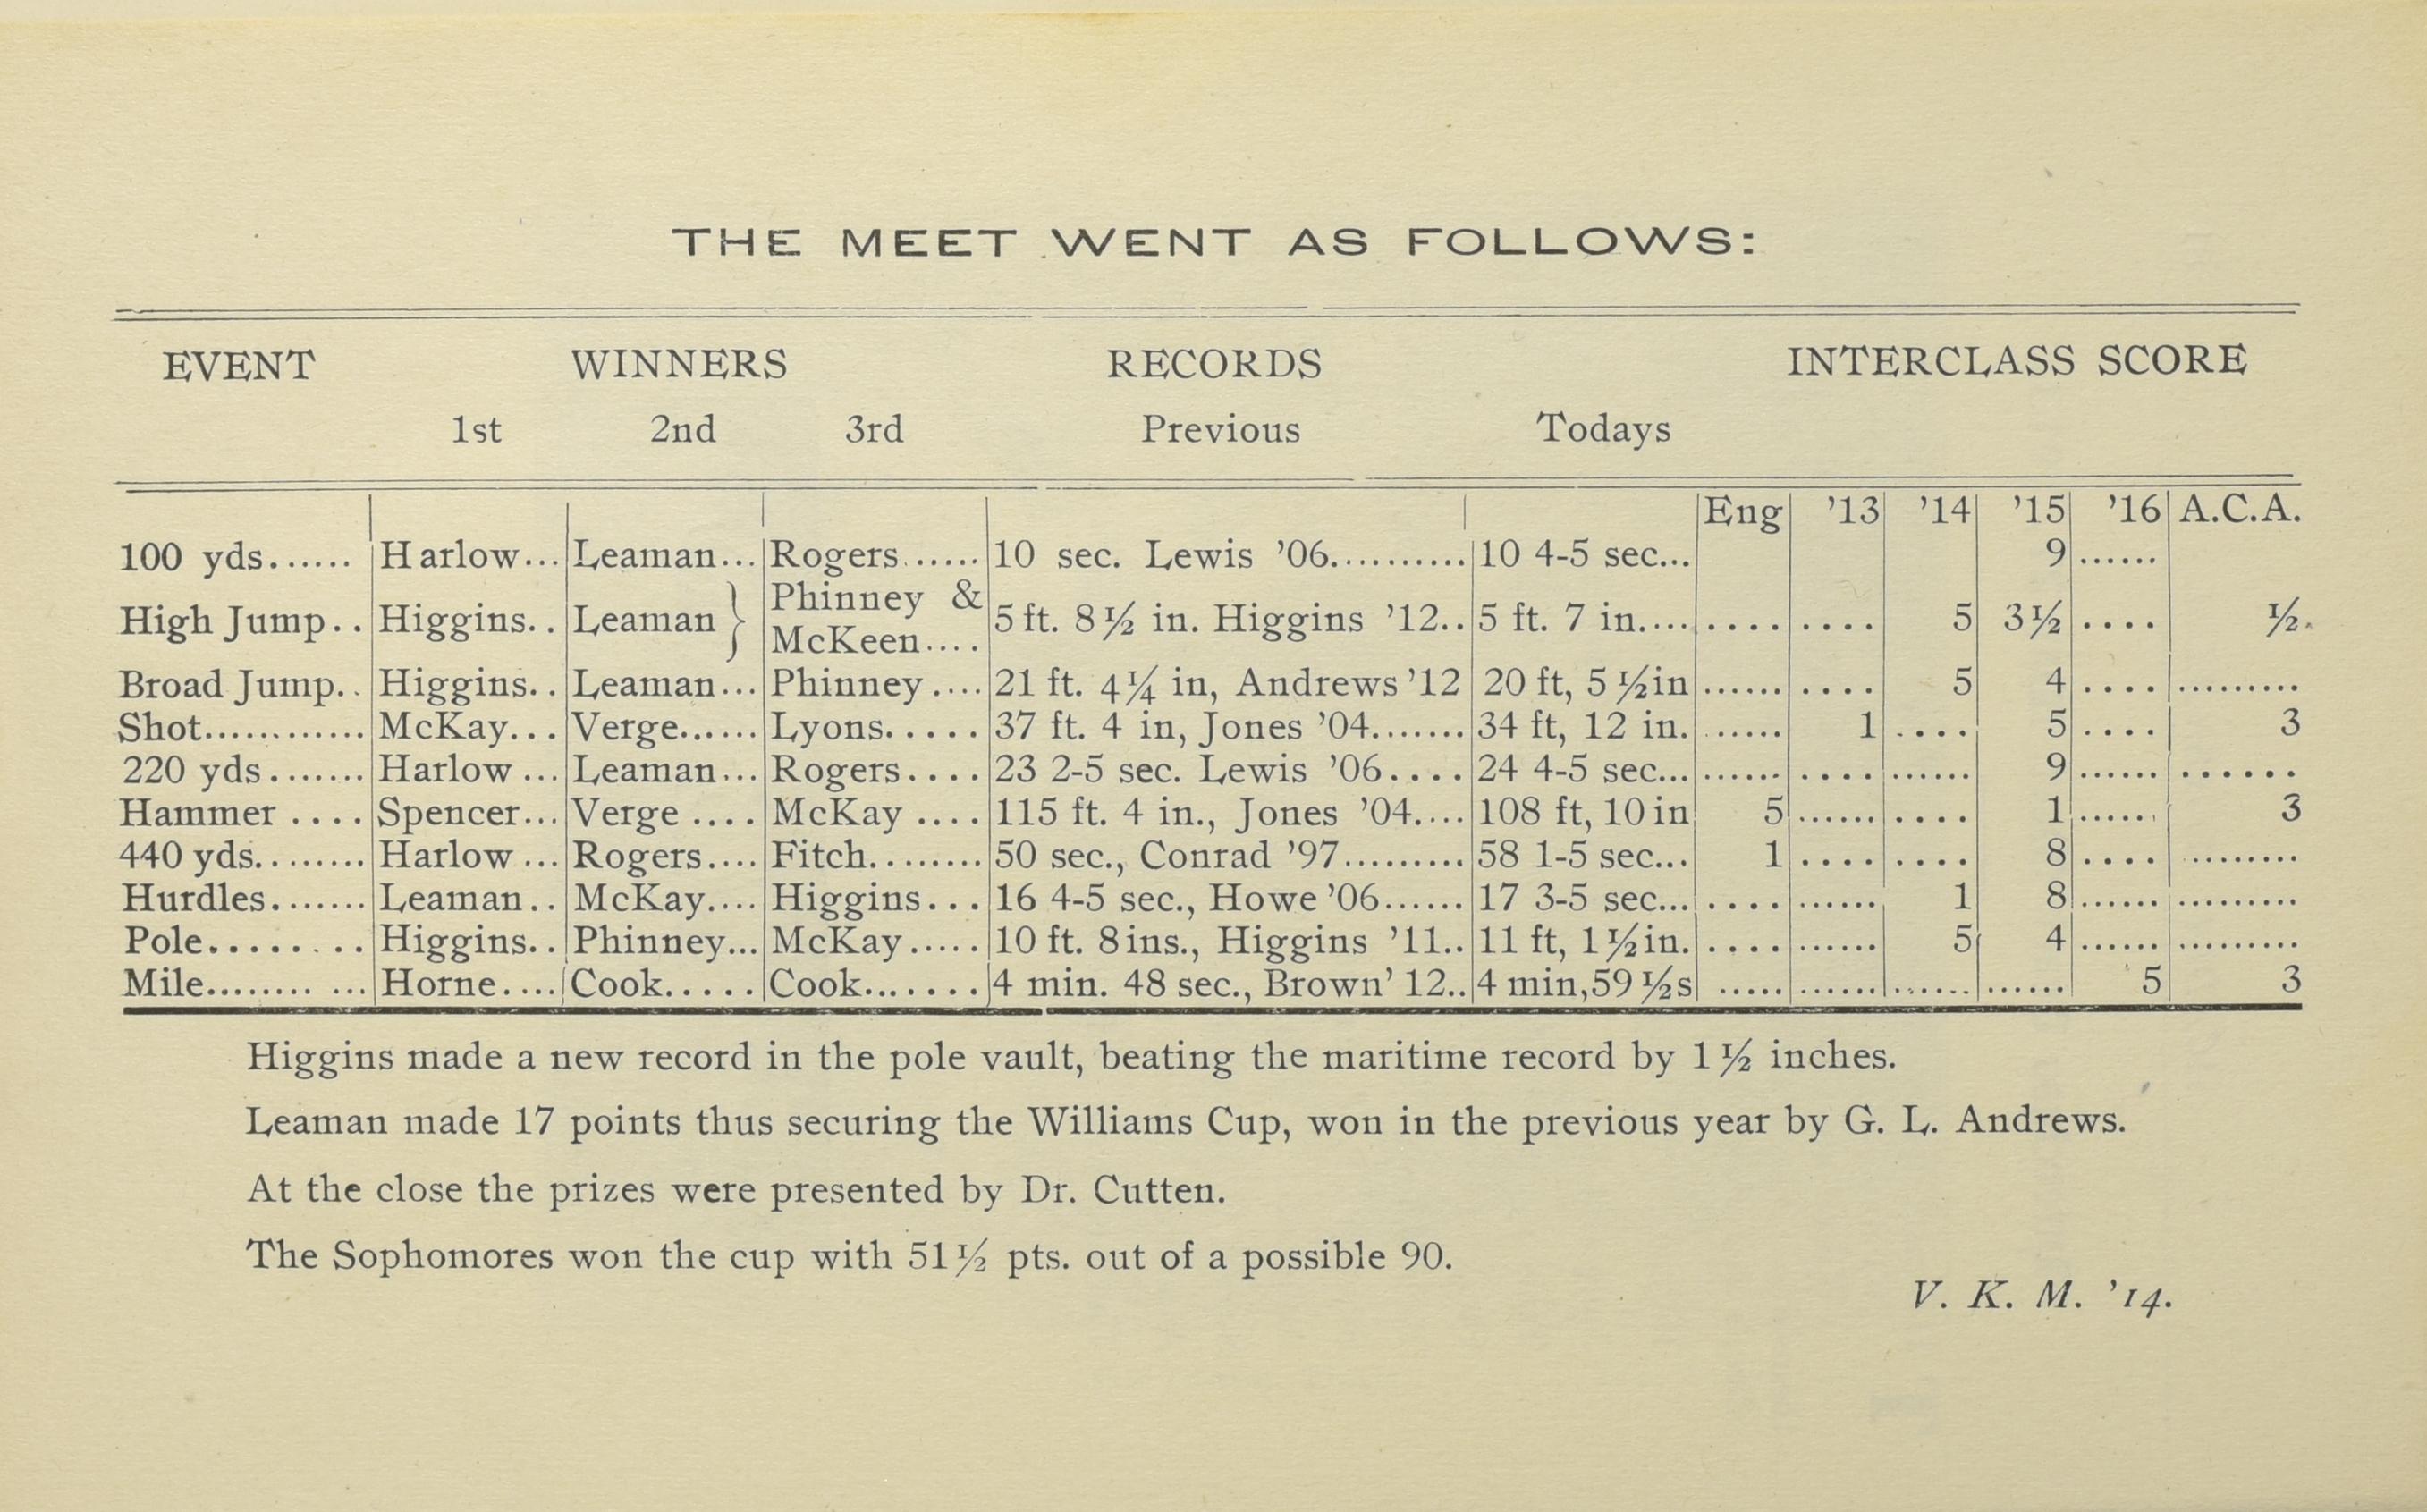 THE MEET WENT AS FOLLOWS:
EVENT WINNERS RECORDS INTERCLASS SCORE
1st 2nd 3rd Previous Todays
Eng '13 '14 '15 '16 A.C.A.
100 yds...... Harlow... Leaman... Rogers...... 10 sec. Lewis '06........... 10 4-5 sec... 9 ......
High Jump.. Higgins.. Leaman } Phinney & McKeen.... 5 ft. 8½ in. Higgins '12.. 5 ft. 7 in.... .... .... 5 3½ .... ½.
Broad Jump.. Higgins.. Leaman... Phinney.... 21 ft. 4¼ in, Andrews '12 20 ft, 5½in ...... .... 5 4 .... .........
Shot............ McKay... Verge...... Lyons..... 37 ft. 4 in, Jones '04........ 34 ft, 12 in. ...... 1 .... 5 .... 3
220 yds....... Harlow... Leaman... Rogers.... 23 2-5 sec. Lewis '06.... 24 4-5 sec... ...... .... ...... 9 ...... ......
Hammer .... Spencer... Verge .... McKay .... 115 ft. 4 in., Jones '04.... 108 ft, 10 in 5 ...... .... 1 ...... 3
440 yds........ Harlow... Rogers.... Fitch........ 50 sec., Conrad '97.......... 58 1-5 sec... 1 .... .... 8 .... .........
Hurdles....... Leaman.. McKay.... Higgins... 16 4-5 sec., Howe '06...... 17 3-5 sec... .... ...... 1 8 ...... .........
Pole........ Higgins.. Phinney... McKay..... 10 ft. 8 ins., Higgins '11.. 11 ft, 1½in. .... ...... 5 4 ...... .........
Mile........ ... Horne.... Cook..... Cook....... 4 min. 48 sec., Brown' 12.. 4 min,59½s ..... ...... ...... ...... 5 3
Higgins made a new record in the pole vault, beating the maritime record by 1½ inches.
Leaman made 17 points thus securing the Williams Cup, won in the previous year by G. L. Andrews.
At the close the prizes were presented by Dr. Cutten.
The Sophomores won the cup with 51½ pts. out of a possible 90.
V. K. M. '14.